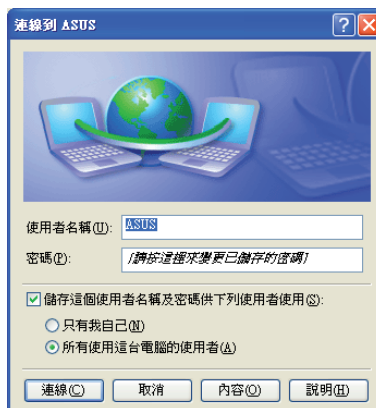 連線到 ASUS
使用者名稱(U): ASUS
密碼(P): [請按這裡來變更已儲存的密碼]
儲存這個使用者名稱及密碼供下列使用者使用(S):
只有我自己(N)
所有使用這台電腦的使用者(A)
連線(C) 取消 內容(O) 說明(H)